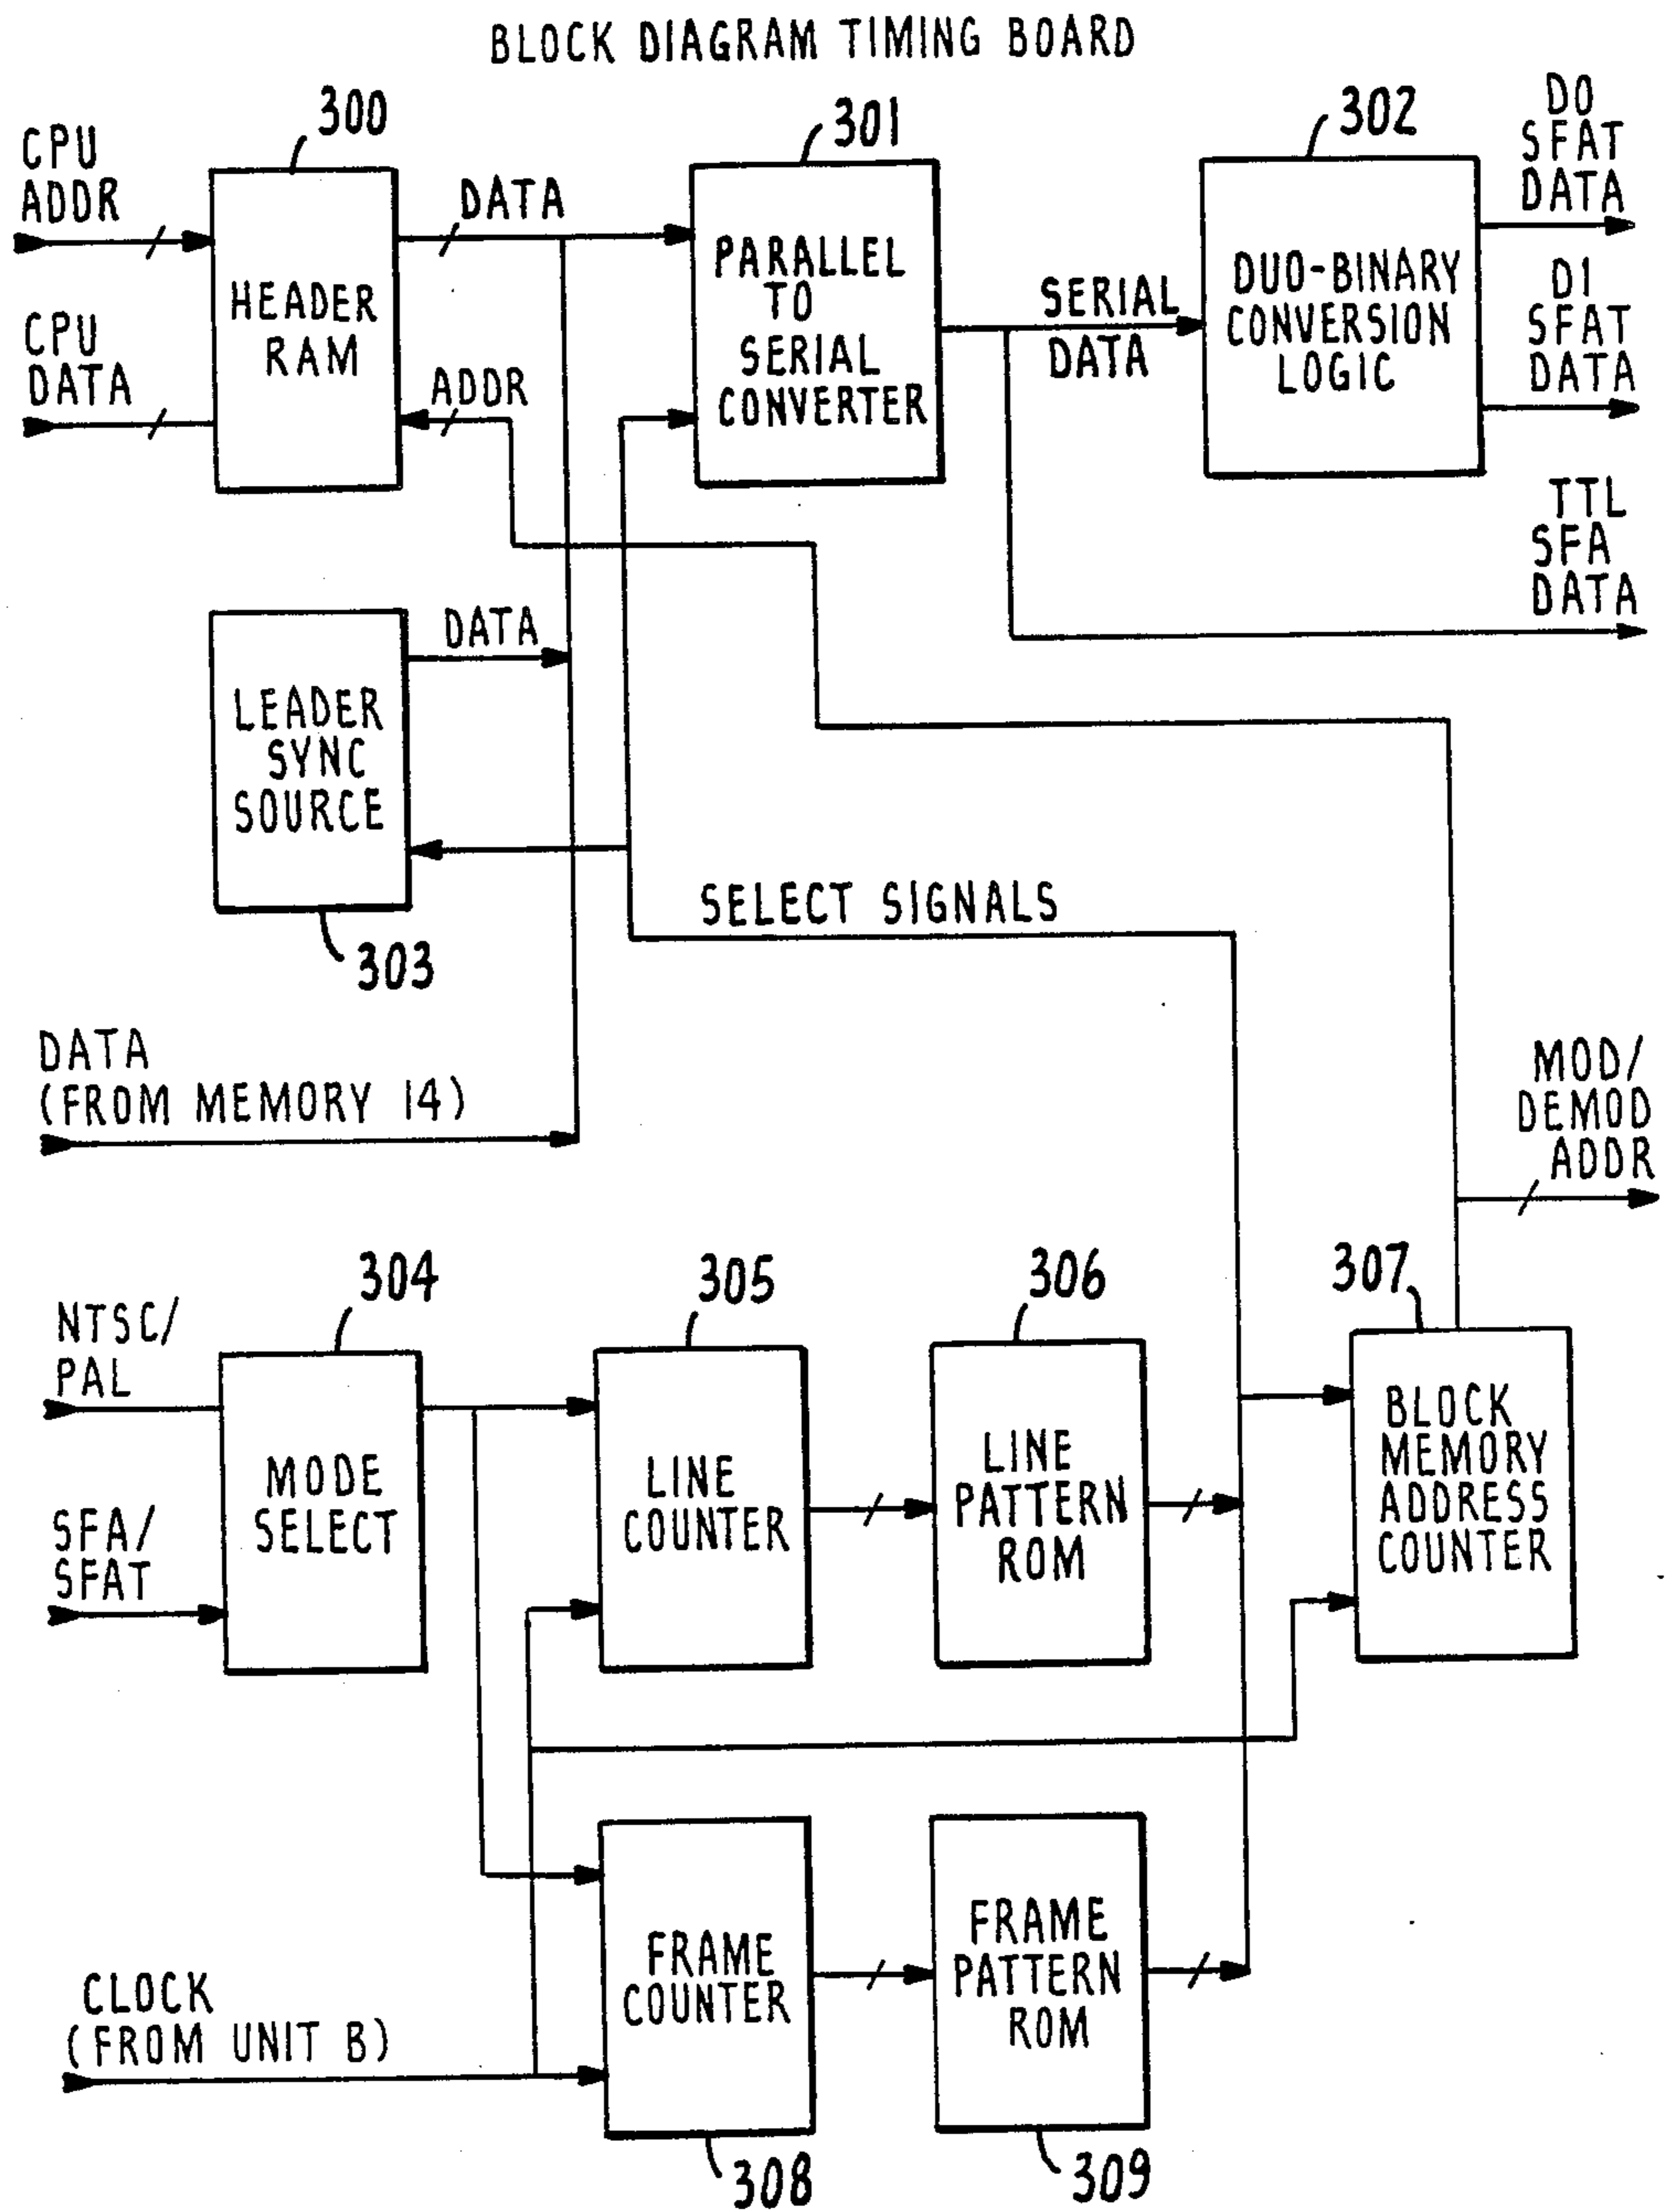 BLOCK DIAGRAM TIMING BOARD
300
301
302
CPU
ADDR
CPU
DATA
HEADER
RAM
DATA
ADDR
PARALLEL
TO
SERIAL
CONVERTER
SERIAL
DATA
DUO-BINARY
CONVERSION
LOGIC
D0
SFAT
DATA
D1
SFAT
DATA
TTL
SFA
DATA
LEADER
SYNC
SOURCE
DATA
303
SELECT SIGNALS
DATA
(FROM MEMORY 14)
MOD/
DEMOD
ADDR
304
305
306
307
NTSC/
PAL
SFA/
SFAT
MODE
SELECT
LINE
COUNTER
LINE
PATTERN
ROM
BLOCK
MEMORY
ADDRESS
COUNTER
CLOCK
(FROM UNIT B)
FRAME
COUNTER
FRAME
PATTERN
ROM
308
309